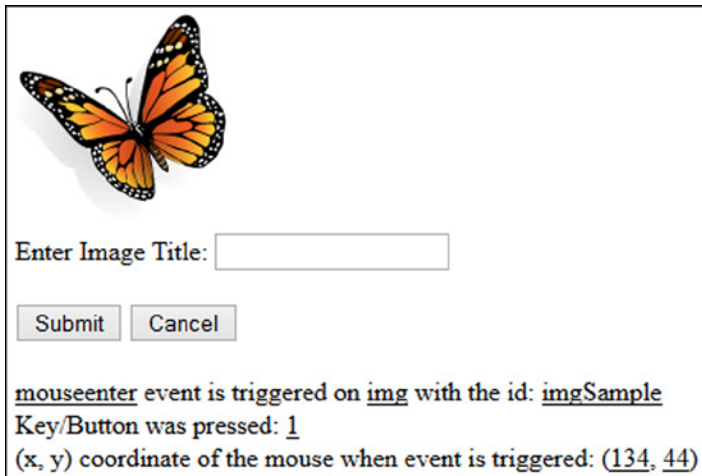 Enter Image Title:
Submit Cancel
mouseenter event is triggered on img with the id: imgSample
Key/Button was pressed: 1
(x, y) coordinate of the mouse when event is triggered: (134, 44)